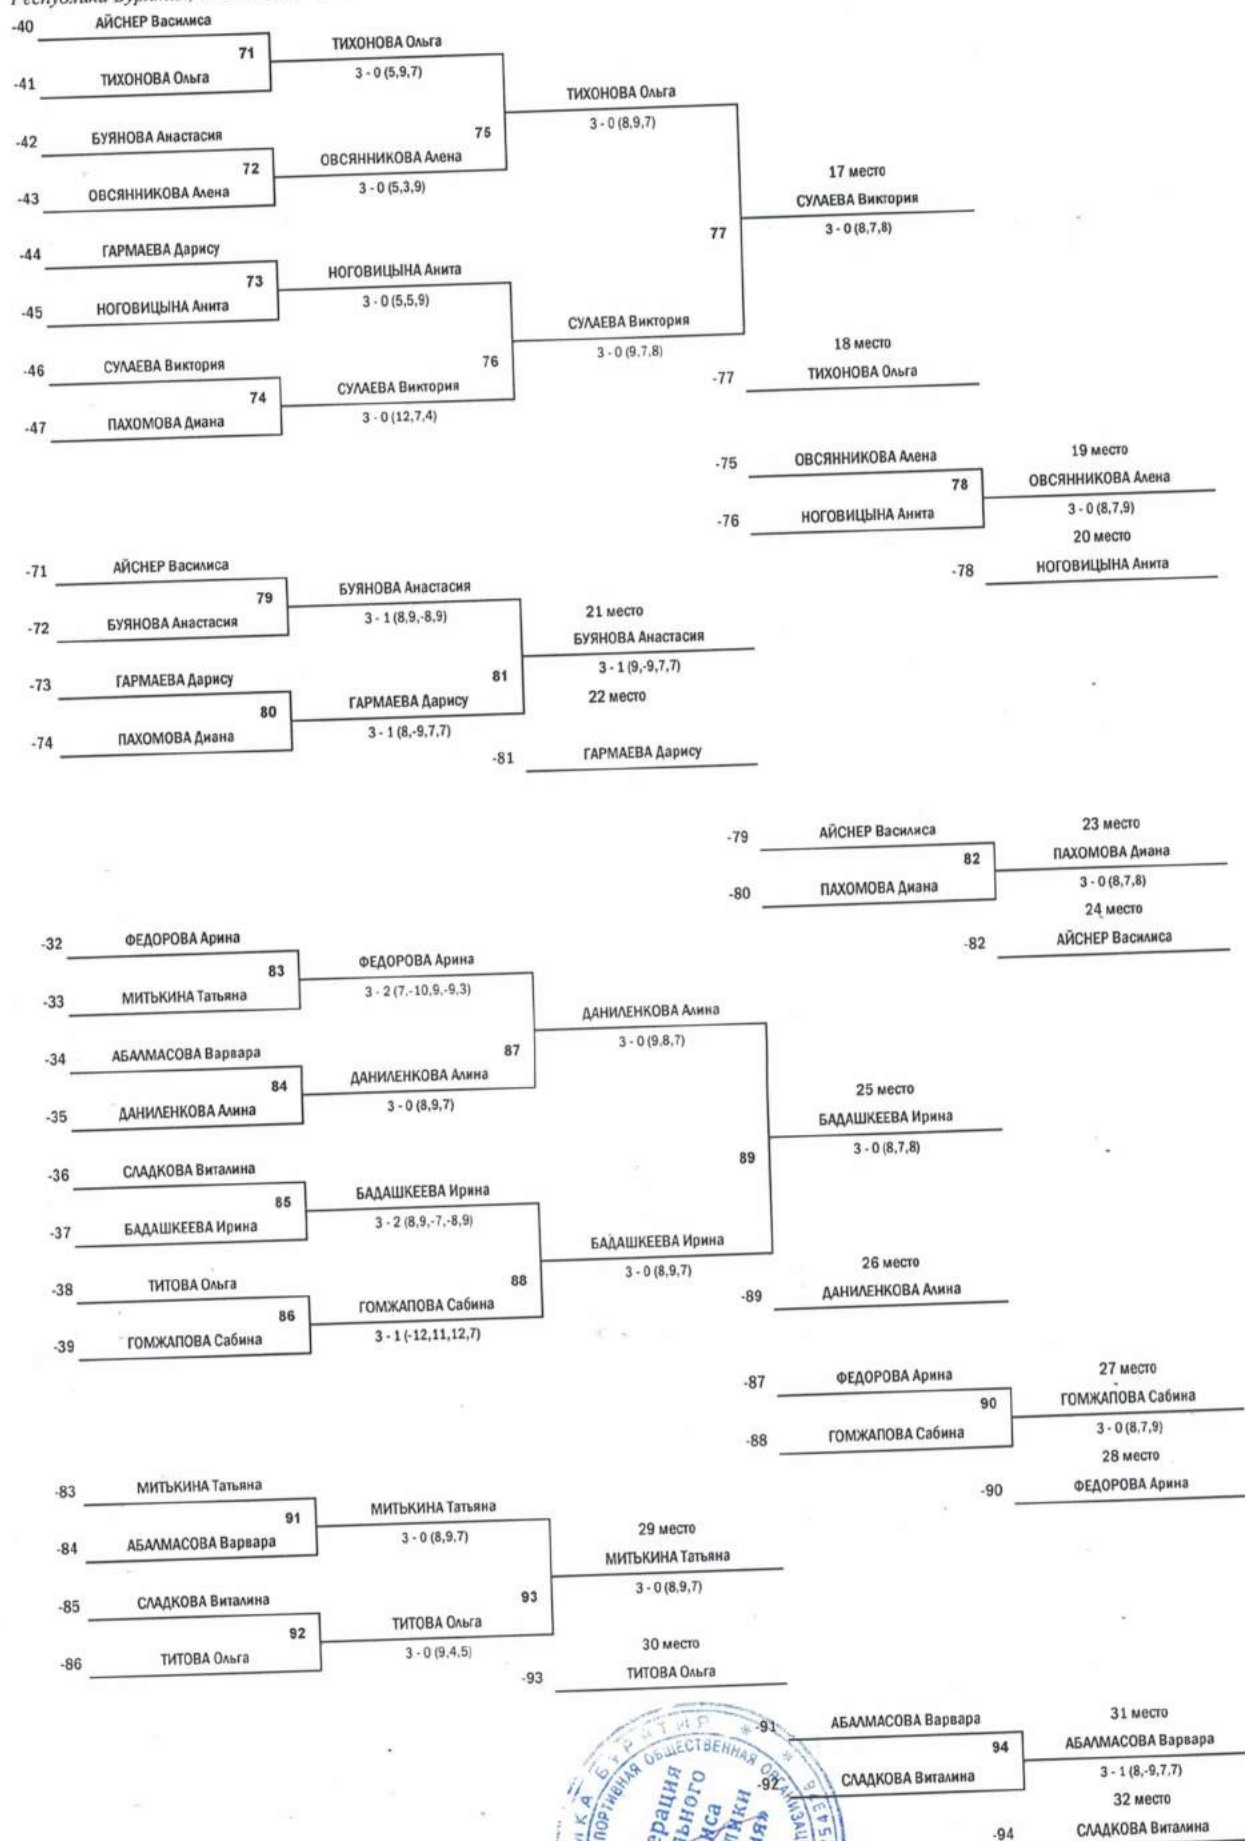 Республика Бурятия,
-40 АЙСНЕР Василиса
71
-41 ТИХОНОВА Ольга
ТИХОНОВА Ольга
3 - 0 (5,9,7)
-42 БУЯНОВА Анастасия
72
-43 ОВСЯННИКОВА Алена
ОВСЯННИКОВА Алена
3 - 0 (5,3,9)
75
ТИХОНОВА Ольга
3 - 0 (8,9,7)
-44 ГАРМАЕВА Дарису
73
-45 НОГОВИЦЫНА Анита
НОГОВИЦЫНА Анита
3 - 0 (5,5,9)
-46 СУЛАЕВА Виктория
74
-47 ПАХОМОВА Диана
СУЛАЕВА Виктория
3 - 0 (12,7,4)
76
СУЛАЕВА Виктория
3 - 0 (9,7,8)
77
17 место
СУЛАЕВА Виктория
3 - 0 (8,7,8)
18 место
-77 ТИХОНОВА Ольга
-75 ОВСЯННИКОВА Алена
78
-76 НОГОВИЦЫНА Анита
19 место
ОВСЯННИКОВА Алена
3 - 0 (8,7,9)
20 место
-78 НОГОВИЦЫНА Анита
-71 АЙСНЕР Василиса
79
-72 БУЯНОВА Анастасия
БУЯНОВА Анастасия
3 - 1 (8,9,-8,9)
-73 ГАРМАЕВА Дарису
80
-74 ПАХОМОВА Диана
ГАРМАЕВА Дарису
3 - 1 (8,-9,7,7)
81
21 место
БУЯНОВА Анастасия
3 - 1 (9,-9,7,7)
22 место
-81 ГАРМАЕВА Дарису
-79 АЙСНЕР Василиса
82
-80 ПАХОМОВА Диана
23 место
ПАХОМОВА Диана
3 - 0 (8,7,8)
24 место
-82 АЙСНЕР Василиса
-32 ФЕДОРОВА Арина
83
-33 МИТЬКИНА Татьяна
ФЕДОРОВА Арина
3 - 2 (7,-10,9,-9,3)
-34 АБАЛМАСОВА Варвара
84
-35 ДАНИЛЕНКОВА Алина
ДАНИЛЕНКОВА Алина
3 - 0 (8,9,7)
87
ДАНИЛЕНКОВА Алина
3 - 0 (9,8,7)
-36 СЛАДКОВА Виталина
85
-37 БАДАШКЕЕВА Ирина
БАДАШКЕЕВА Ирина
3 - 2 (8,9,-7,-8,9)
-38 ТИТОВА Ольга
86
-39 ГОМЖАПОВА Сабина
ГОМЖАПОВА Сабина
3 - 1 (-12,11,12,7)
88
БАДАШКЕЕВА Ирина
3 - 0 (8,9,7)
89
25 место
БАДАШКЕЕВА Ирина
3 - 0 (8,7,8)
26 место
-89 ДАНИЛЕНКОВА Алина
-87 ФЕДОРОВА Арина
90
-88 ГОМЖАПОВА Сабина
27 место
ГОМЖАПОВА Сабина
3 - 0 (8,7,9)
28 место
-90 ФЕДОРОВА Арина
-83 МИТЬКИНА Татьяна
91
-84 АБАЛМАСОВА Варвара
МИТЬКИНА Татьяна
3 - 0 (8,9,7)
-85 СЛАДКОВА Виталина
92
-86 ТИТОВА Ольга
ТИТОВА Ольга
3 - 0 (9,4,5)
93
29 место
МИТЬКИНА Татьяна
3 - 0 (8,9,7)
30 место
-93 ТИТОВА Ольга
-91 АБАЛМАСОВА Варвара
94
-92 СЛАДКОВА Виталина
31 место
АБАЛМАСОВА Варвара
3 - 1 (8,-9,7,7)
32 место
-94 СЛАДКОВА Виталина
БУРЯТИЯ
ОБЩЕСТВЕННАЯ